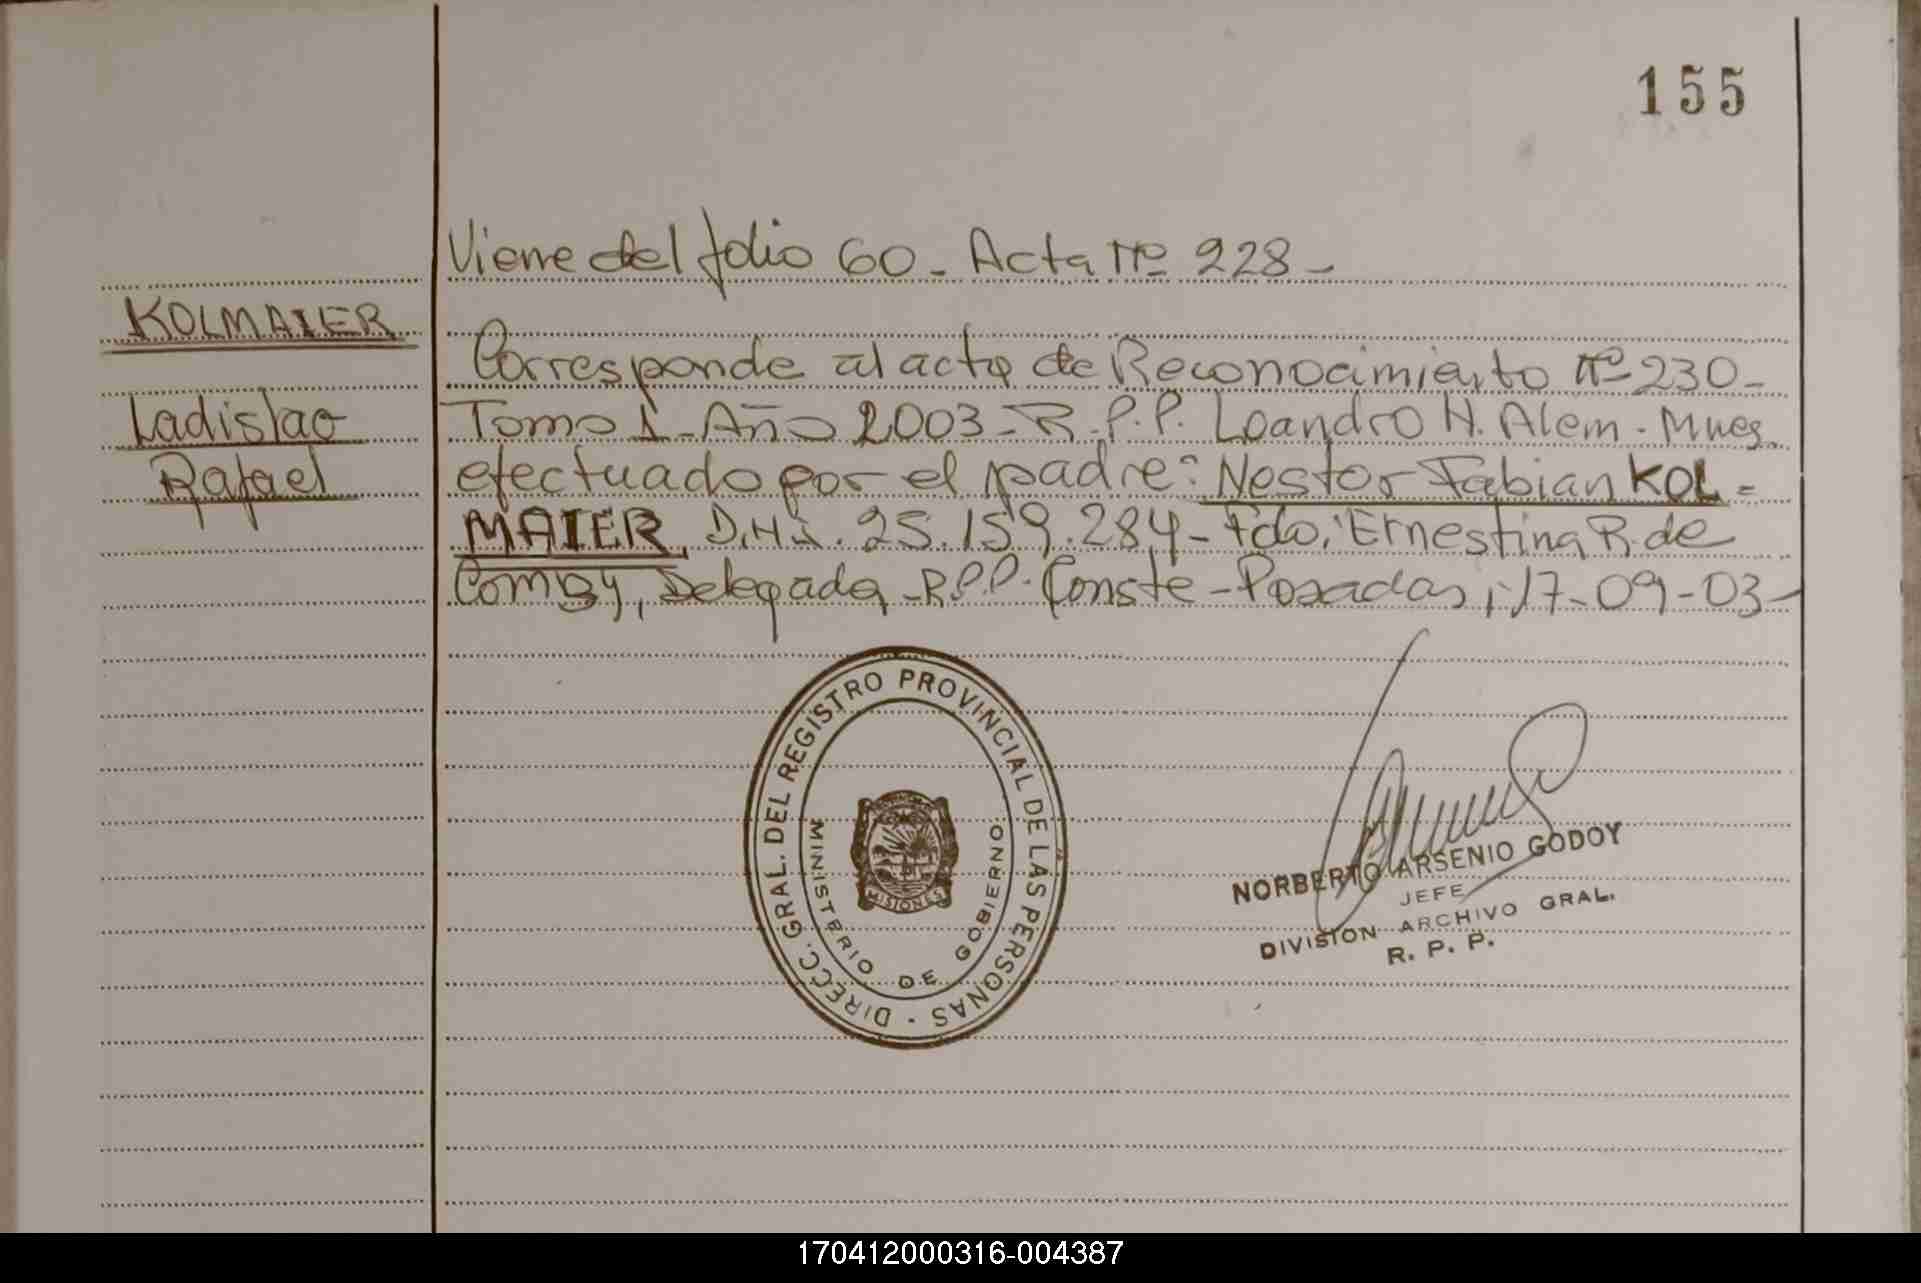 155
Viene del folio 60 - Acta Nº 228 -
KOLMAIER
Ladislao
Rafael
Corresponde al acta de Reconocimiento Nº 230 -
Tomo 1 - Año 2003 - R.P.P. Leandro N. Alem - Mnes.
efectuado por el padre: Nestor Fabian KOL =
MAIER, D.N.I. 25.159.284 - Fdo: Ernestina R. de
Comby, Delegada - R.P.P. Conste - Posadas, 17 - 09 - 03 -
DIRECC. GRAL. DEL REGISTRO PROVINCIAL DE LAS PERSONAS -
MINISTERIO DE GOBIERNO
MISIONES
NORBERTO ARSENIO GODOY
JEFE
DIVISION ARCHIVO GRAL.
R. P. P.
170412000316-004387